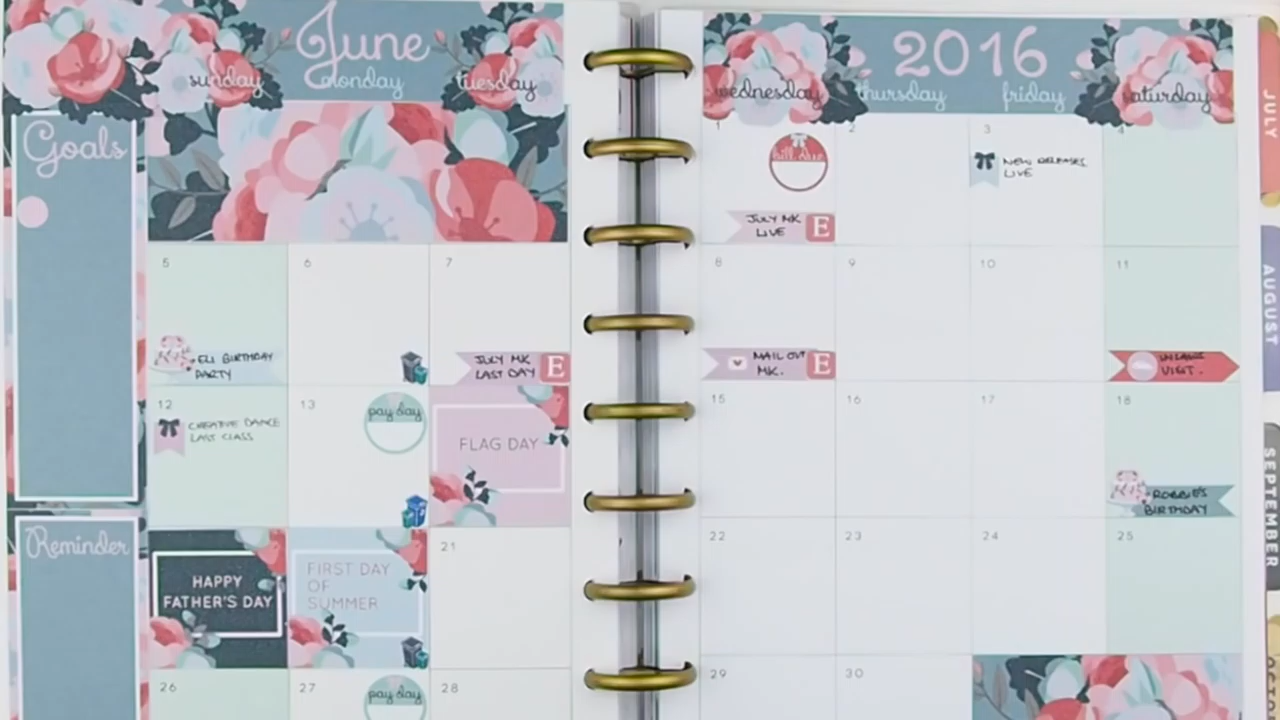 June
2016
sunday
monday
tuesday
wednesday
thursday
friday
saturday
Goals
1
bill due
JULY MK
LIVE
E
2
3
NEW RELEASES
LIVE
4
5
ELI BIRTHDAY
PARTY
6
7
JULY MK
LAST DAY
E
8
MAIL OUT
MK.
E
9
10
11
IN LAWS
VISIT.
12
CREATIVE DANCE
LAST CLASS
13
pay day
FLAG DAY
15
16
17
18
ROBBIE'S
BIRTHDAY
Reminder
HAPPY
FATHER'S DAY
FIRST DAY
OF
SUMMER
21
22
23
24
25
26
27
pay day
28
29
30
JULY
AUGUST
SEPTEMBER